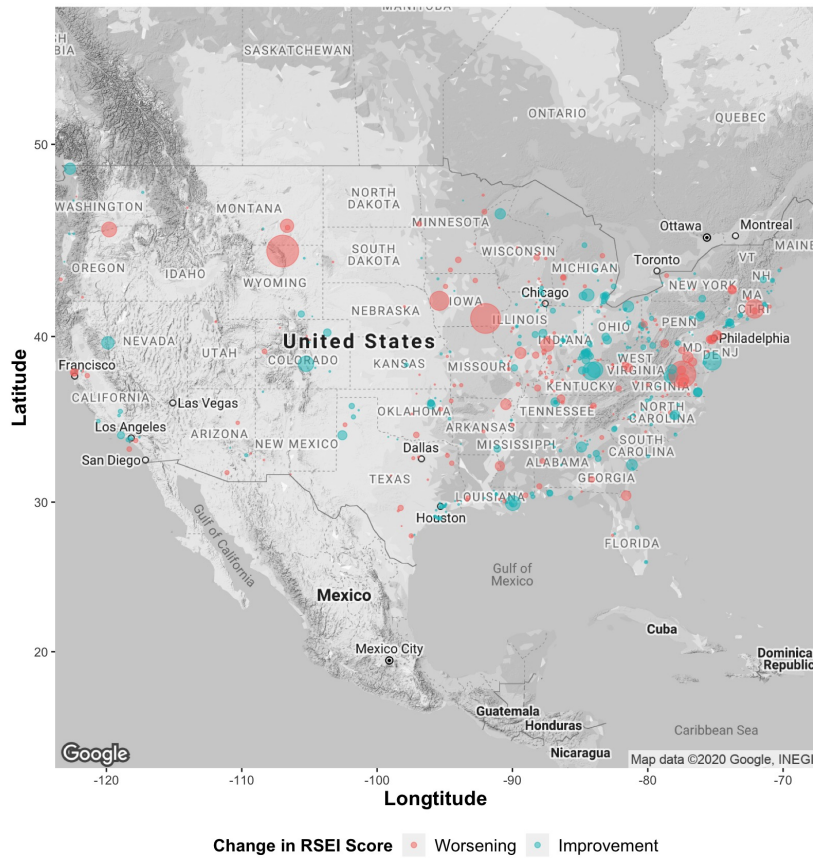 MANITOBA
SASKATCHEWAN
ONTARIO
QUEBEC
50
WASHINGTON
MONTANA
NORTH
DAKOTA
MINNESOTA
Ottawa
Montreal
OREGON
IDAHO
SOUTH
DAKOTA
WISCONSIN
MICHIGAN
Toronto
VT
MAINE
NH
WYOMING
Chicago
NEW YORK
MA
CT RI
NEBRASKA
IOWA
ILLINOIS
INDIANA
OHIO
PENN
40
NEVADA
UTAH
United States
COLORADO
KANSAS
MISSOURI
WEST
VIRGINIA
MD
DE
NJ
Philadelphia
Francisco
CALIFORNIA
Las Vegas
KENTUCKY
VIRGINIA
Los Angeles
ARIZONA
NEW MEXICO
OKLAHOMA
ARKANSAS
TENNESSEE
NORTH
CAROLINA
San Diego
Dallas
MISSISSIPPI
ALABAMA
SOUTH
CAROLINA
TEXAS
GEORGIA
LOUISIANA
30
Houston
Gulf of California
FLORIDA
Gulf of
Mexico
Mexico
Cuba
20
Mexico City
Dominica
Republic
Guatemala
Honduras
Nicaragua
Caribbean Sea
Google
Map data ©2020 Google, INEGI
Latitude
-120
-110
-100
-90
-80
-70
Longtitude
Change in RSEI Score
Worsening
Improvement